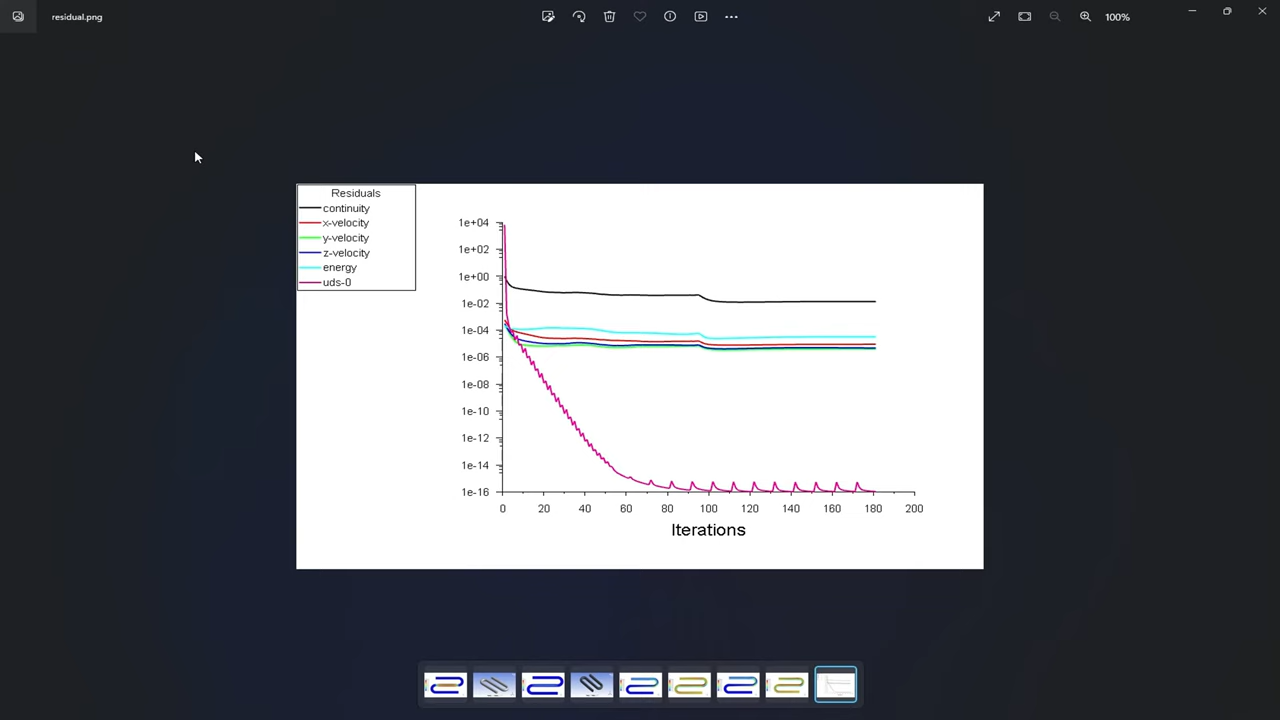 residual.png
100%
Residuals
continuity
x-velocity
y-velocity
z-velocity
energy
uds-0
1e+04
1e+02
1e+00
1e-02
1e-04
1e-06
1e-08
1e-10
1e-12
1e-14
1e-16
0 20 40 60 80 100 120 140 160 180 200
Iterations